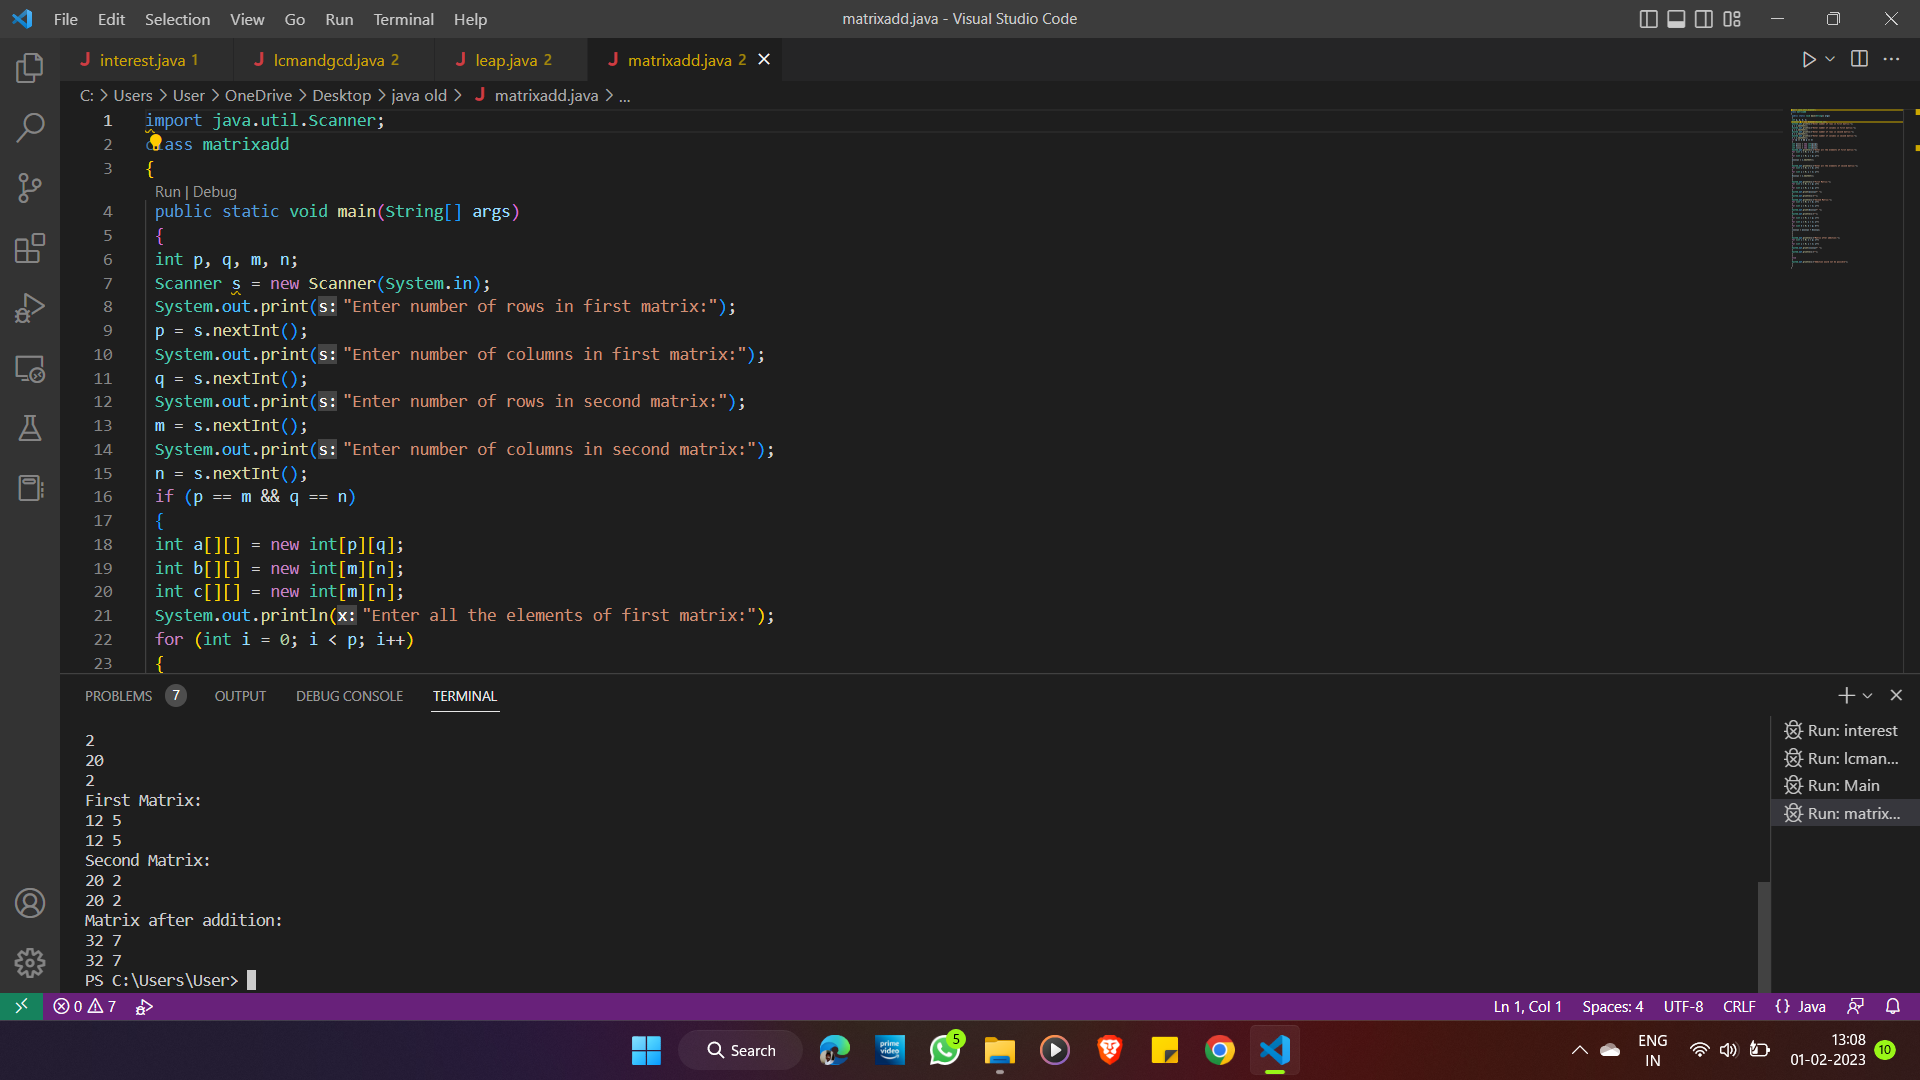 File Edit Selection View Go Run Terminal Help
matrixadd.java - Visual Studio Code
interest.java 1
lcmandgcd.java 2
leap.java 2
matrixadd.java 2
C: > Users > User > OneDrive > Desktop > java old > matrixadd.java > ...
1 import java.util.Scanner;
2 class matrixadd
3 {
Run | Debug
4 public static void main(String[] args)
5 {
6 int p, q, m, n;
7 Scanner s = new Scanner(System.in);
8 System.out.print(s: "Enter number of rows in first matrix:");
9 p = s.nextInt();
10 System.out.print(s: "Enter number of columns in first matrix:");
11 q = s.nextInt();
12 System.out.print(s: "Enter number of rows in second matrix:");
13 m = s.nextInt();
14 System.out.print(s: "Enter number of columns in second matrix:");
15 n = s.nextInt();
16 if (p == m && q == n)
17 {
18 int a[][] = new int[p][q];
19 int b[][] = new int[m][n];
20 int c[][] = new int[m][n];
21 System.out.println(x: "Enter all the elements of first matrix:");
22 for (int i = 0; i < p; i++)
23 {
PROBLEMS 7 OUTPUT DEBUG CONSOLE TERMINAL
2
20
2
First Matrix:
12 5
12 5
Second Matrix:
20 2
20 2
Matrix after addition:
32 7
32 7
PS C:\Users\User>
Run: interest
Run: lcman...
Run: Main
Run: matrix...
0 7
Ln 1, Col 1 Spaces: 4 UTF-8 CRLF {} Java
Search
prime video
5
ENG
IN
13:08
01-02-2023
10